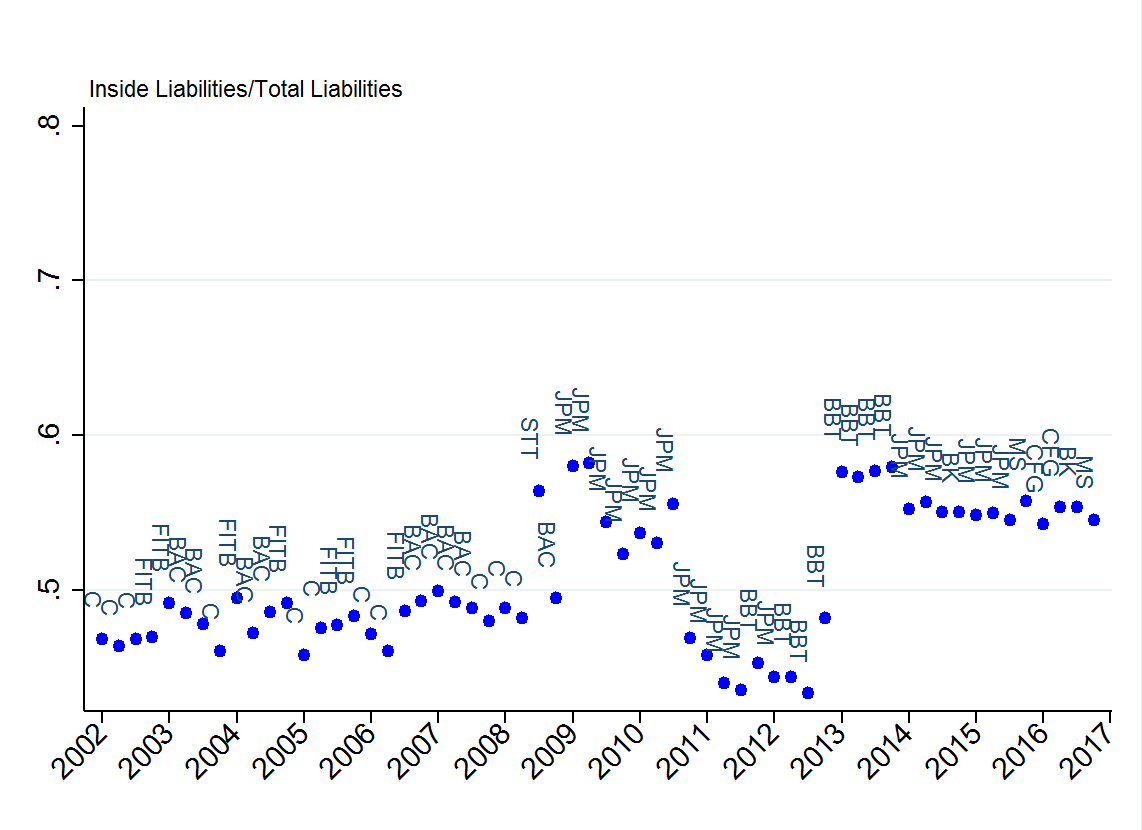 Inside Liabilities/Total Liabilities
.8
.7
.6
.5
C
C
C
FITB
FITB
BAC
BAC
C
FITB
BAC
BAC
FITB
C
C
FITB
FITB
C
C
FITB
BAC
BAC
BAC
BAC
C
C
C
STT
BAC
JPM
JPM
JPM
JPM
JPM
JPM
JPM
JPM
JPM
JPM
JPM
BBT
JPM
BBT
BBT
BBT
BBT
BBT
BBT
BBT
JPM
JPM
JPM
BK
JPM
JPM
JPM
MS
CFG
CFG
BK
MS
2002
2003
2004
2005
2006
2007
2008
2009
2010
2011
2012
2013
2014
2015
2016
2017